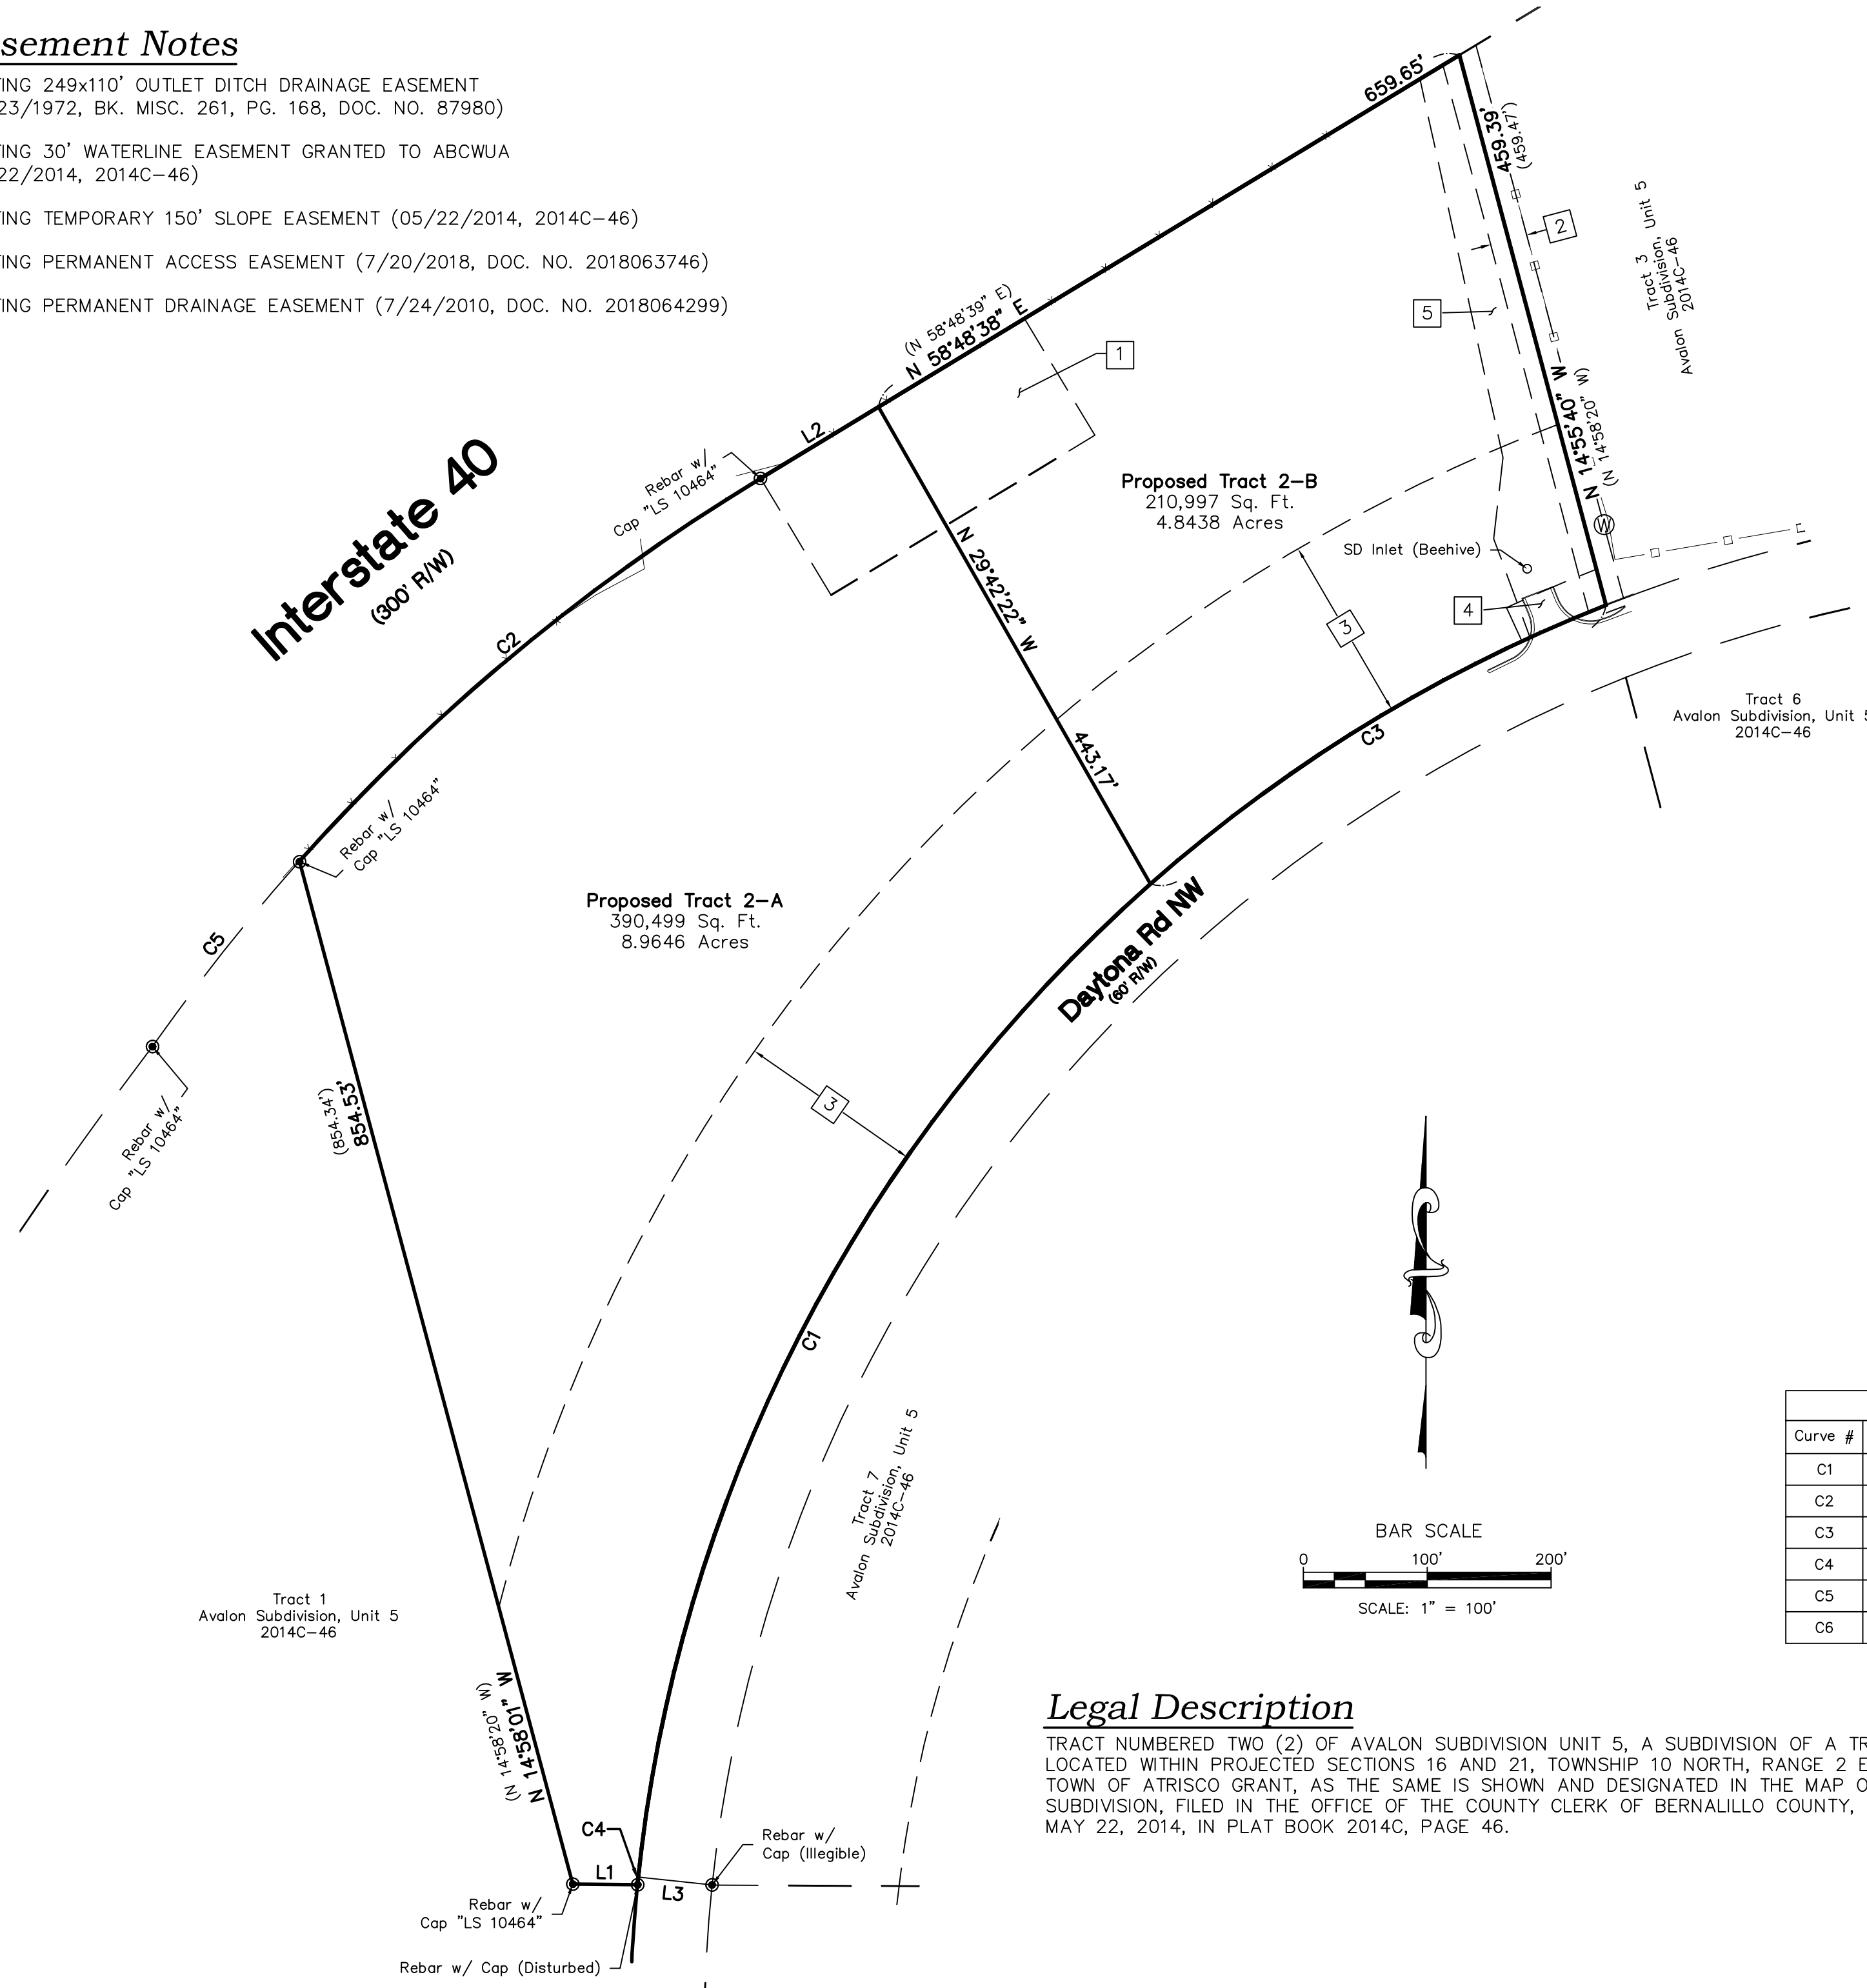 sement Notes
TING 249x110' OUTLET DITCH DRAINAGE EASEMENT
23/1972, BK. MISC. 261, PG. 168, DOC. NO. 87980)
TING 30' WATERLINE EASEMENT GRANTED TO ABCWUA
22/2014, 2014C-46)
TING TEMPORARY 150' SLOPE EASEMENT (05/22/2014, 2014C-46)
TING PERMANENT ACCESS EASEMENT (7/20/2018, DOC. NO. 2018063746)
TING PERMANENT DRAINAGE EASEMENT (7/24/2010, DOC. NO. 2018064299)
659.65'
459.39'
(459.47')
2
Tract 3
Avalon Subdivision, Unit 5
2014C-46
5
(N 58°48'39" E)
N 58°48'38" E
1
L2
Rebar w/
Cap "LS 10464"
Interstate 40
(300' R/W)
C2
Proposed Tract 2-B
210,997 Sq. Ft.
4.8438 Acres
N 14°55'40" W
(N 14°58'20" W)
W
SD Inlet (Beehive)
N 29°42'22" W
443.17'
4
3
C3
Tract 6
Avalon Subdivision, Unit 5
2014C-46
Rebar w/
Cap "LS 10464"
Proposed Tract 2-A
390,499 Sq. Ft.
8.9646 Acres
Daytona Rd NW
(60' R/W)
C5
Rebar w/
Cap "LS 10464"
(854.34')
854.53'
3
C1
Tract 7
Avalon Subdivision, Unit 5
2014C-46
Curve #
C1
C2
C3
C4
C5
C6
BAR SCALE
0 100' 200'
SCALE: 1" = 100'
Tract 1
Avalon Subdivision, Unit 5
2014C-46
N 14°58'01" W
(N 14°58'20" W)
C4
L1
L3
Rebar w/
Cap (Illegible)
Rebar w/
Cap "LS 10464"
Rebar w/ Cap (Disturbed)
Legal Description
TRACT NUMBERED TWO (2) OF AVALON SUBDIVISION UNIT 5, A SUBDIVISION OF A TR
LOCATED WITHIN PROJECTED SECTIONS 16 AND 21, TOWNSHIP 10 NORTH, RANGE 2 E
TOWN OF ATRISCO GRANT, AS THE SAME IS SHOWN AND DESIGNATED IN THE MAP O
SUBDIVISION, FILED IN THE OFFICE OF THE COUNTY CLERK OF BERNALILLO COUNTY,
MAY 22, 2014, IN PLAT BOOK 2014C, PAGE 46.